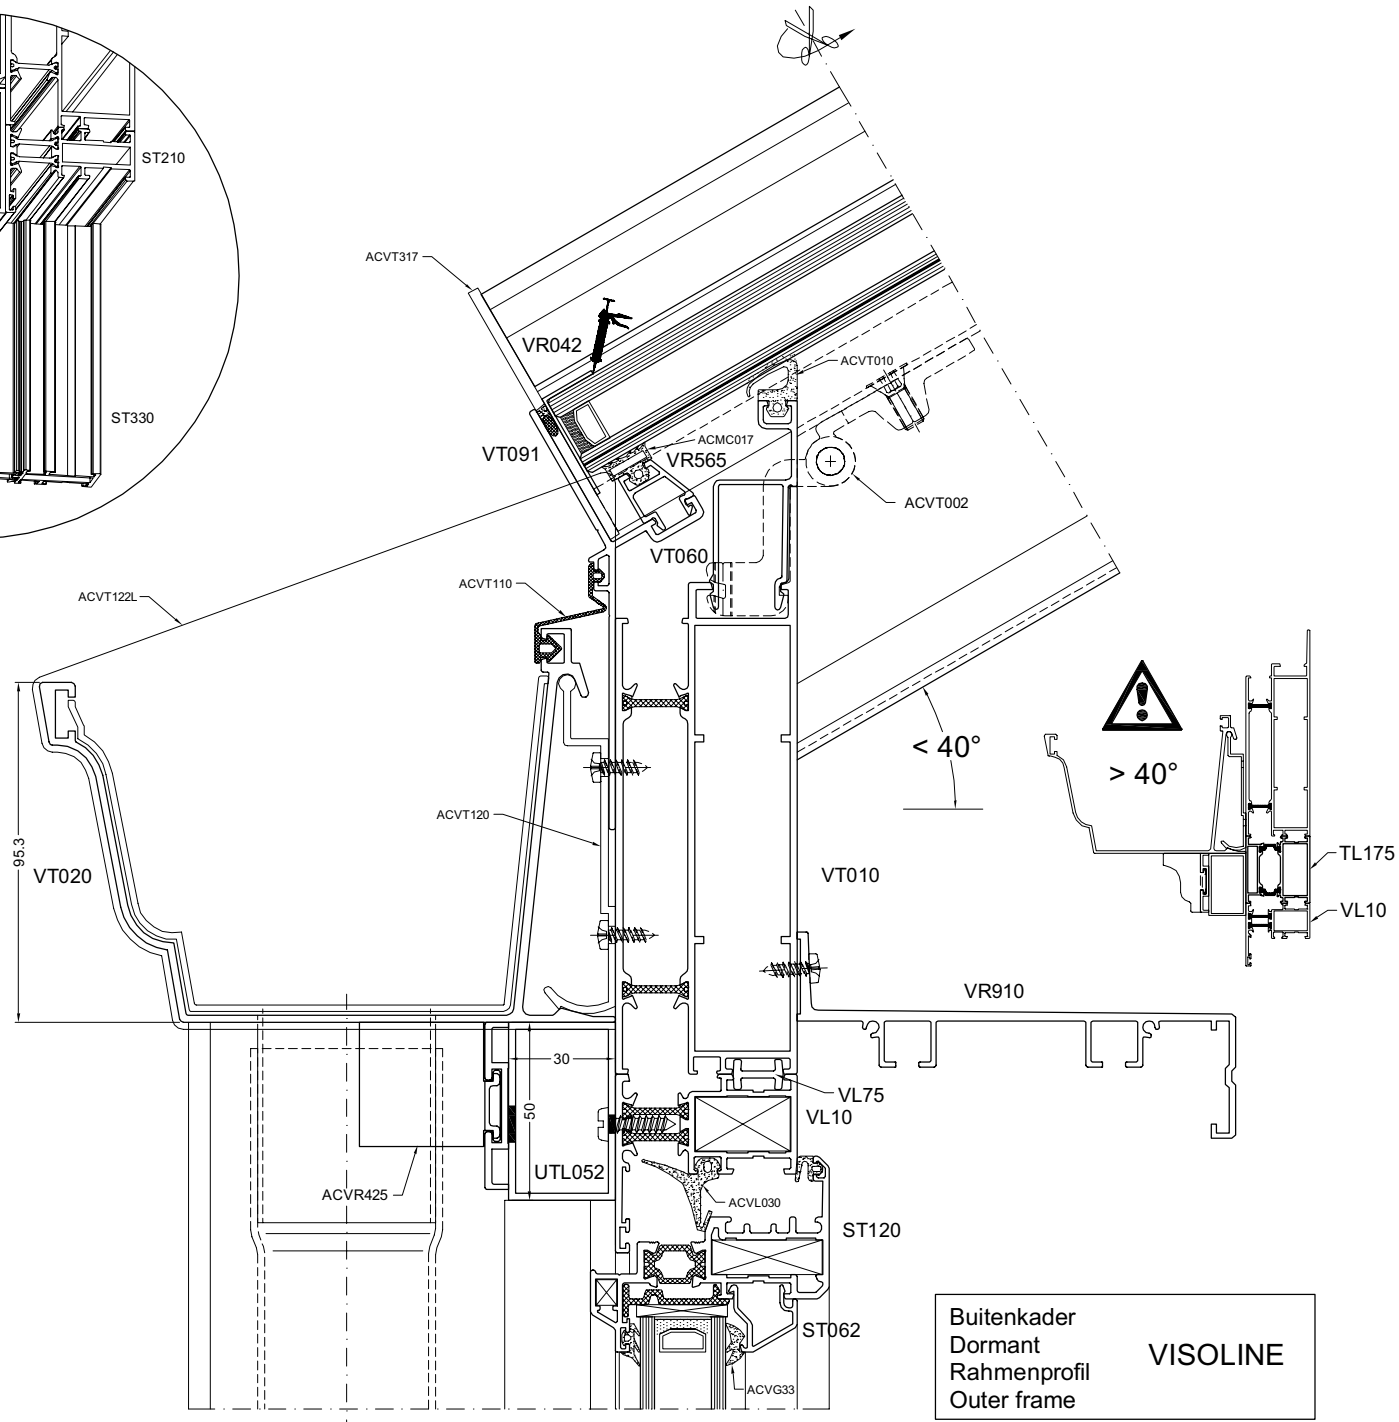 ST210
ACVT317
VR042
ACVT010
ST330
VT091
ACMC017
VR565
ACVT002
VT060
ACVT110
ACVT122L
< 40°
> 40°
ACVT120
95.3
VT020
VT010
TL175
VL10
VR910
30
50
VL75
VL10
UTL052
ACVR425
ACVL030
ST120
ST062
ACVG33
Buitenkader
Dormant
Rahmenprofil
Outer frame
VISOLINE